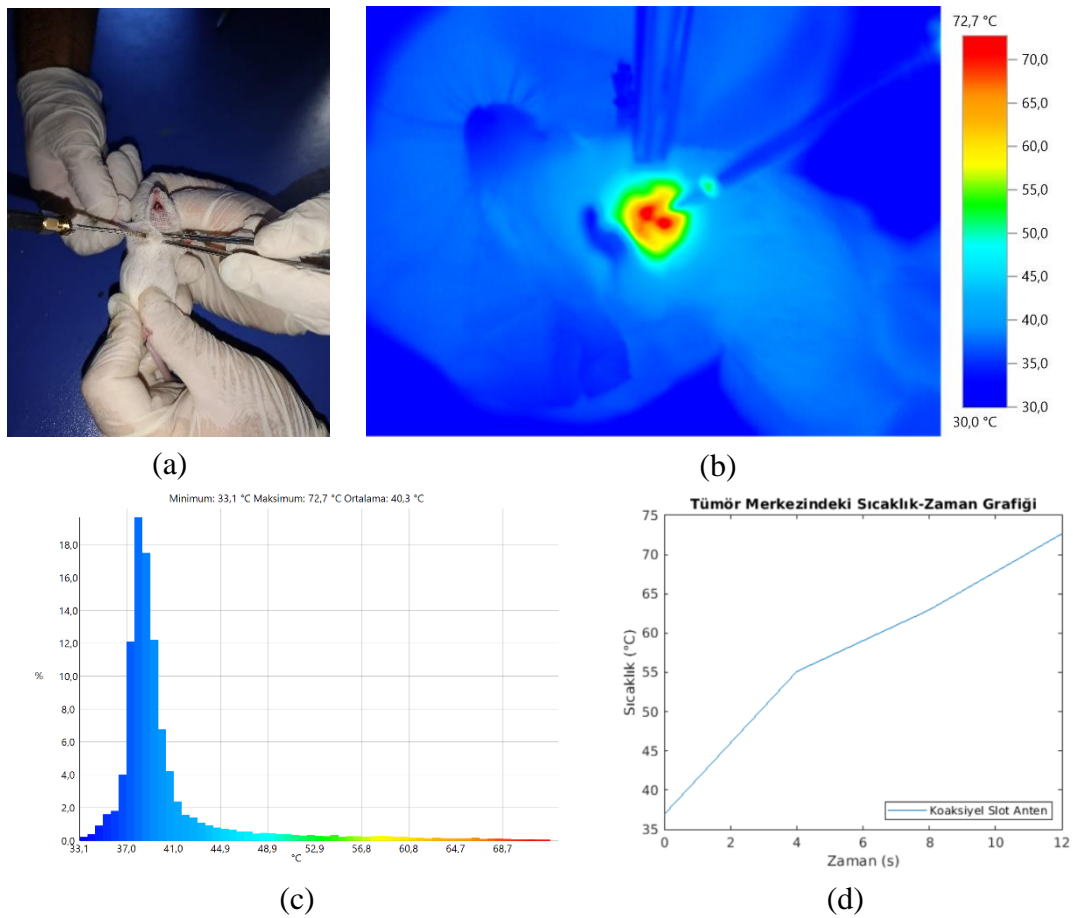 72,7 °C
70,0
65,0
60,0
55,0
50,0
45,0
40,0
35,0
30,0
30,0 °C
(a)
(b)
Minimum: 33,1 °C Maksimum: 72,7 °C Ortalama: 40,3 °C
18,0
16,0
14,0
12,0
%
10,0
8,0
6,0
4,0
2,0
0,0
33,1 37,0 41,0 44,9 48,9 52,9 56,8 60,8 64,7 68,7
°C
(c)
Tümör Merkezindeki Sıcaklık-Zaman Grafiği
75
70
65
60
55
50
45
40
35
Sıcaklık (°C)
Koaksiyel Slot Anten
0 2 4 6 8 10 12
Zaman (s)
(d)